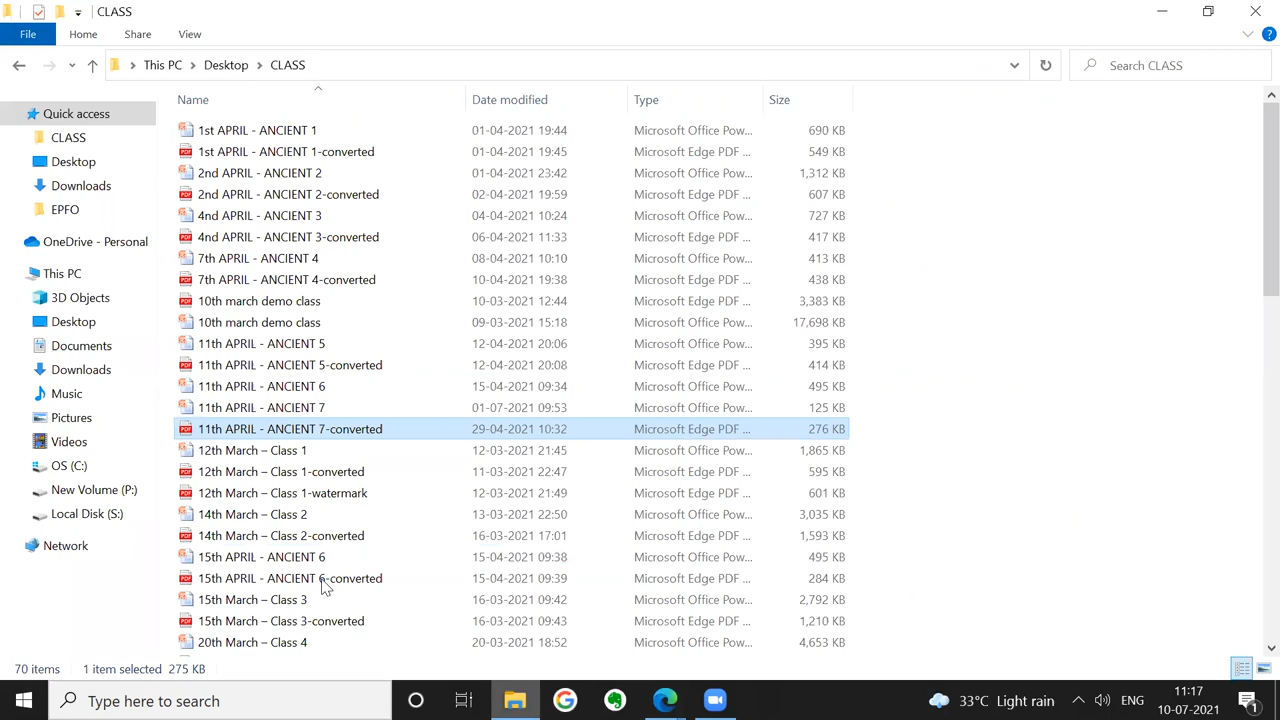 CLASS
File Home Share View
This PC Desktop CLASS Search CLASS
Name Date modified Type Size
Quick access
CLASS
Desktop
Downloads
EPFO
OneDrive - Personal
This PC
3D Objects
Desktop
Documents
Downloads
Music
Pictures
Videos
OS (C:)
New Volume (P:)
Local Disk (S:)
Network
1st APRIL - ANCIENT 1 01-04-2021 19:44 Microsoft Office Pow... 690 KB
1st APRIL - ANCIENT 1-converted 01-04-2021 19:45 Microsoft Edge PDF ... 549 KB
2nd APRIL - ANCIENT 2 01-04-2021 23:42 Microsoft Office Pow... 1,312 KB
2nd APRIL - ANCIENT 2-converted 02-04-2021 19:59 Microsoft Edge PDF ... 607 KB
4nd APRIL - ANCIENT 3 04-04-2021 10:24 Microsoft Office Pow... 727 KB
4nd APRIL - ANCIENT 3-converted 06-04-2021 11:33 Microsoft Edge PDF ... 417 KB
7th APRIL - ANCIENT 4 08-04-2021 10:10 Microsoft Office Pow... 413 KB
7th APRIL - ANCIENT 4-converted 10-04-2021 19:38 Microsoft Edge PDF ... 438 KB
10th march demo class 10-03-2021 12:44 Microsoft Edge PDF ... 3,383 KB
10th march demo class 09-03-2021 15:18 Microsoft Office Pow... 17,698 KB
11th APRIL - ANCIENT 5 12-04-2021 20:06 Microsoft Office Pow... 395 KB
11th APRIL - ANCIENT 5-converted 12-04-2021 20:08 Microsoft Edge PDF ... 414 KB
11th APRIL - ANCIENT 6 15-04-2021 09:34 Microsoft Office Pow... 495 KB
11th APRIL - ANCIENT 7 01-07-2021 09:53 Microsoft Office Pow... 125 KB
11th APRIL - ANCIENT 7-converted 29-04-2021 10:32 Microsoft Edge PDF ... 276 KB
12th March – Class 1 12-03-2021 21:45 Microsoft Office Pow... 1,865 KB
12th March – Class 1-converted 11-03-2021 22:47 Microsoft Edge PDF ... 595 KB
12th March – Class 1-watermark 12-03-2021 21:49 Microsoft Edge PDF ... 601 KB
14th March – Class 2 13-03-2021 22:50 Microsoft Office Pow... 3,035 KB
14th March – Class 2-converted 16-03-2021 17:01 Microsoft Edge PDF ... 1,593 KB
15th APRIL - ANCIENT 6 15-04-2021 09:38 Microsoft Office Pow... 495 KB
15th APRIL - ANCIENT 6-converted 15-04-2021 09:39 Microsoft Edge PDF ... 284 KB
15th March – Class 3 16-03-2021 09:42 Microsoft Office Pow... 2,792 KB
15th March – Class 3-converted 16-03-2021 09:43 Microsoft Edge PDF ... 1,210 KB
20th March – Class 4 20-03-2021 18:52 Microsoft Office Pow... 4,653 KB
70 items 1 item selected 275 KB
Type here to search 33°C Light rain ENG 11:17
10-07-2021 1